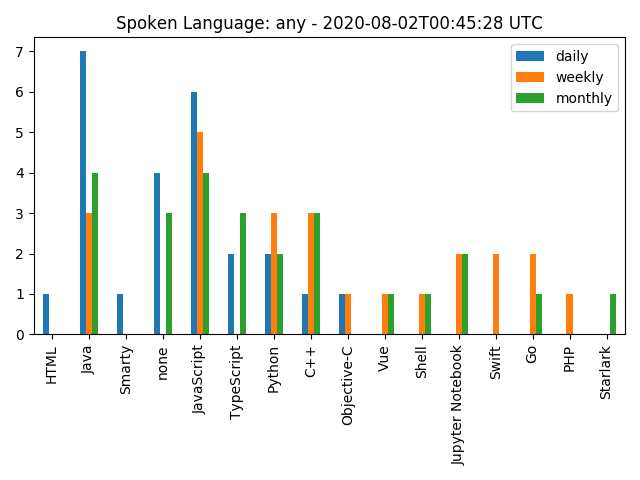 Spoken Language: any - 2020-08-02T00:45:28 UTC
daily
weekly
monthly
7
6
5
4
3
2
1
0
HTML
Java
Smarty
none
JavaScript
TypeScript
Python
C++
Objective-C
Vue
Shell
Jupyter Notebook
Swift
Go
PHP
Starlark